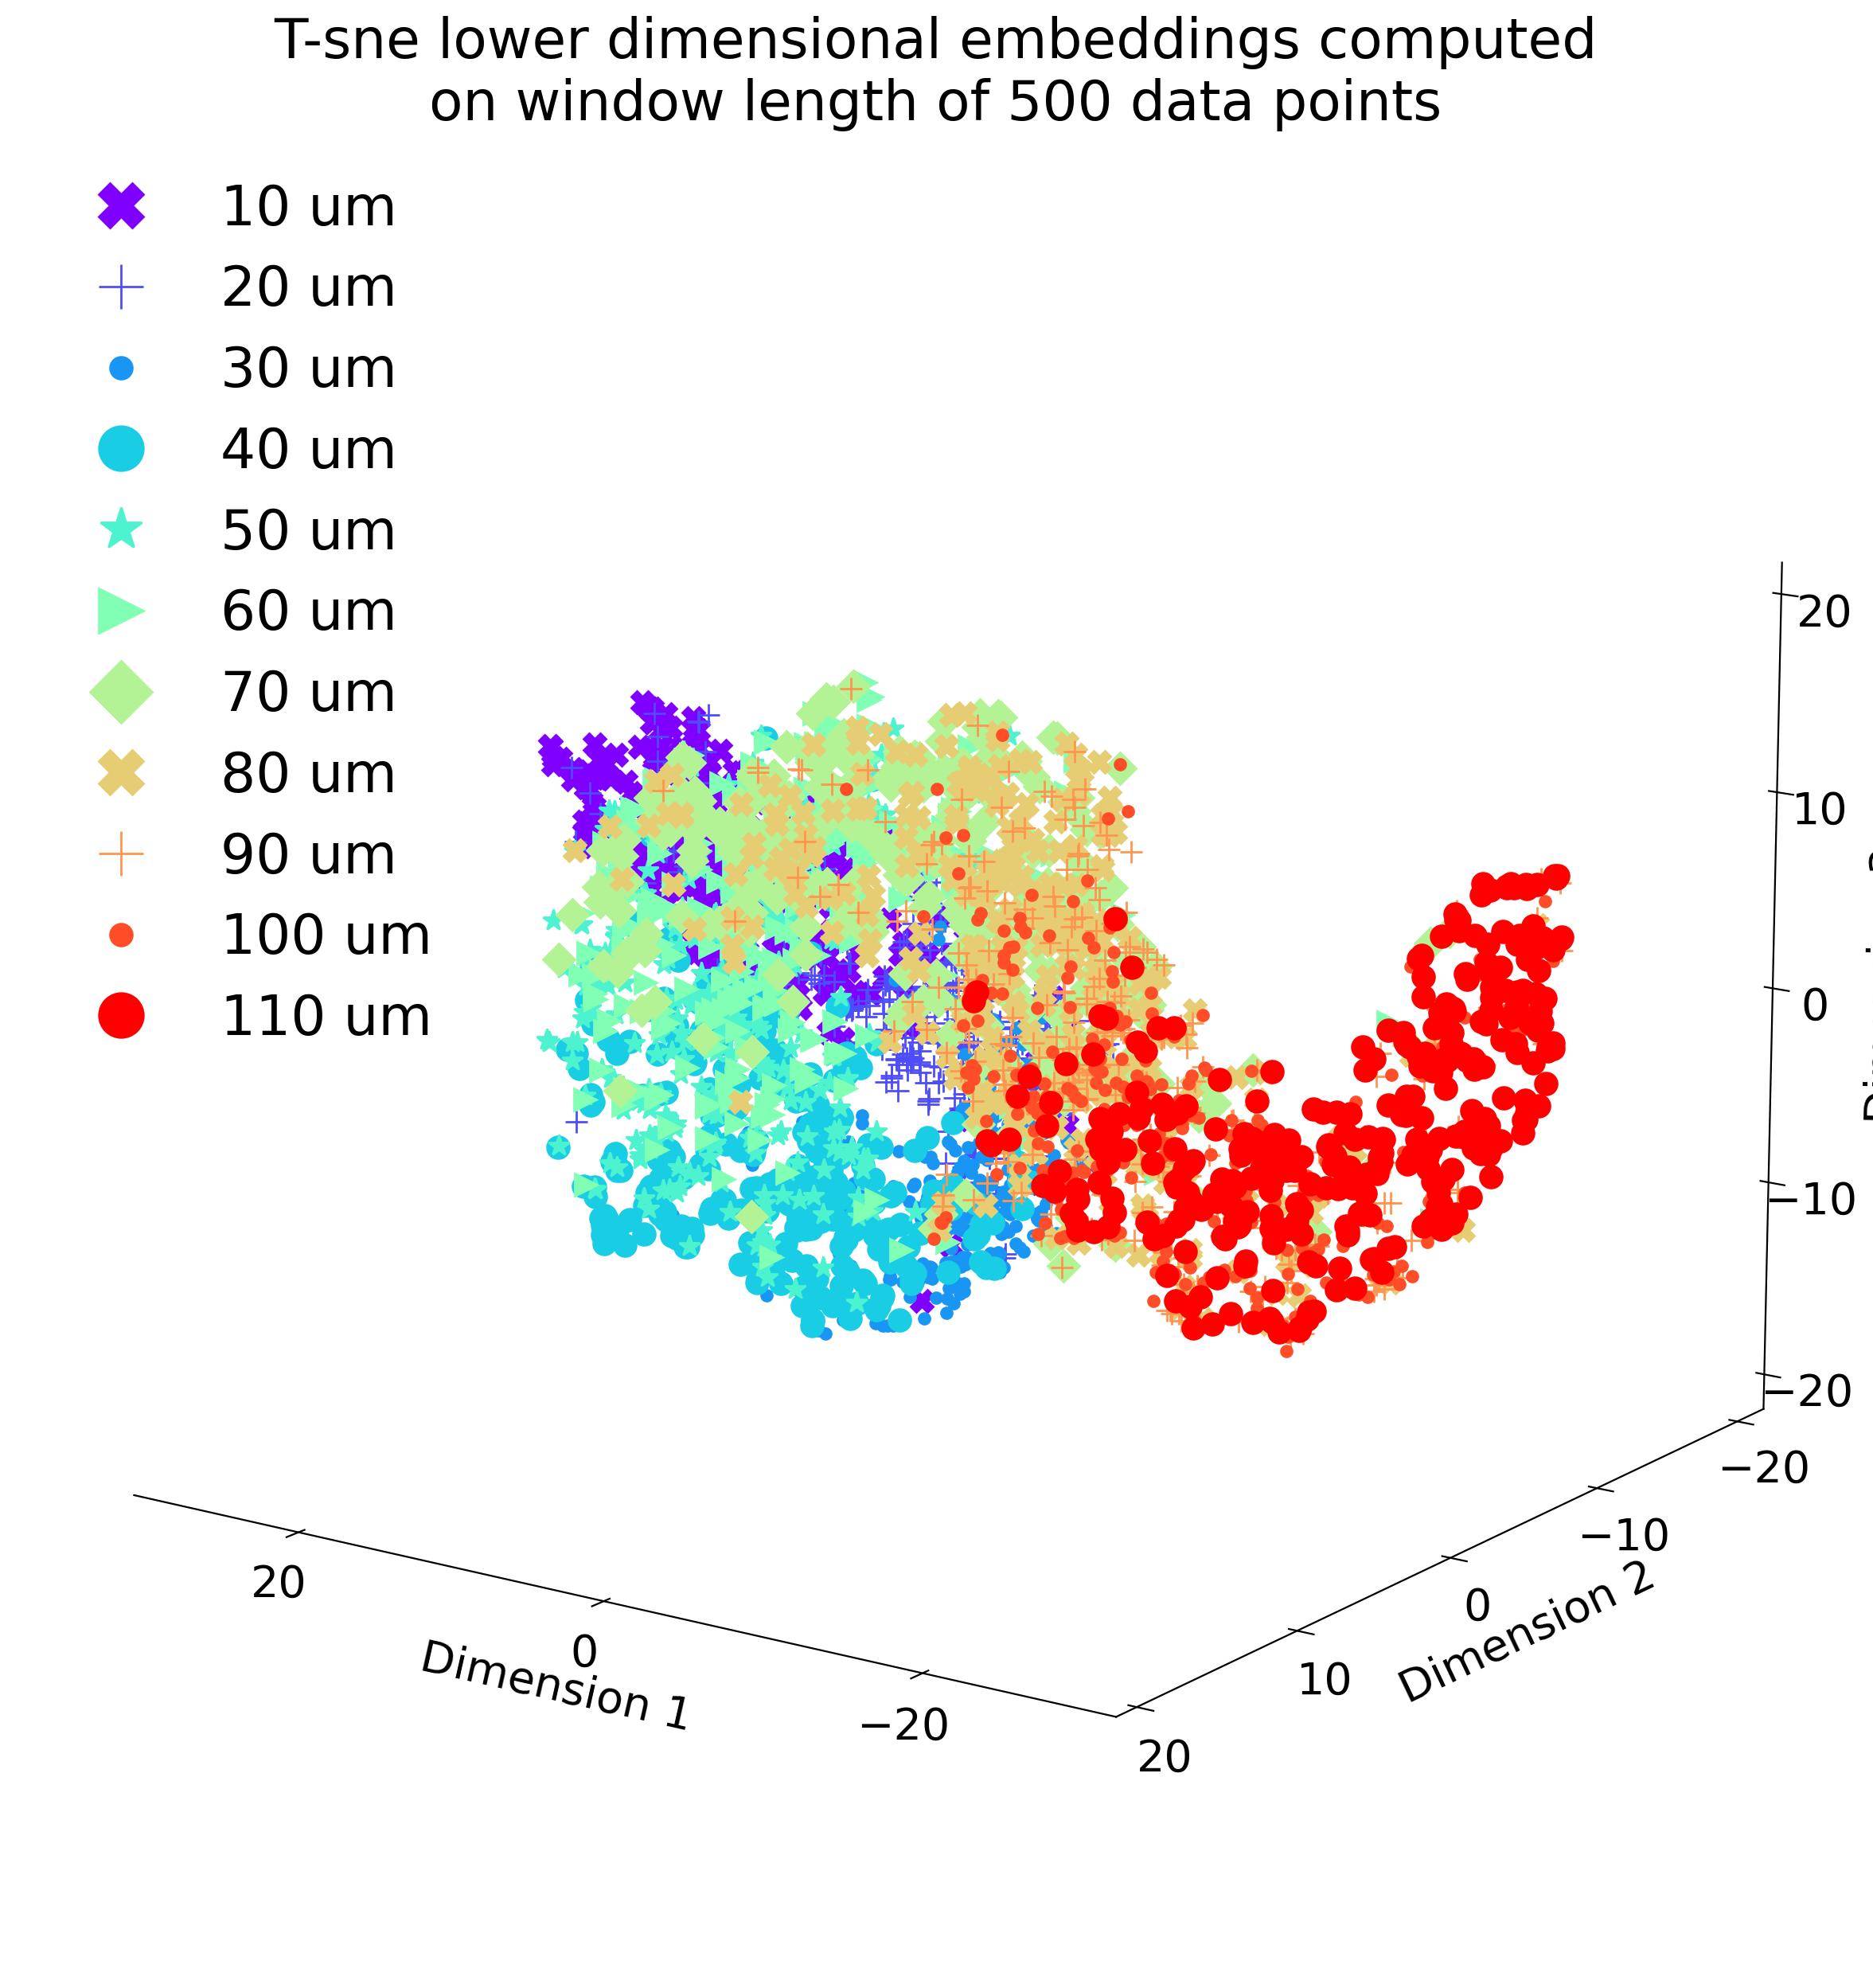 T-sne lower dimensional embeddings computed
on window length of 500 data points
10 um
20 um
30 um
40 um
50 um
60 um
70 um
80 um
90 um
100 um
110 um
20
10
0
−10
−20
−20
−10
0
10
20
Dimension 2
20
0
−20
Dimension 1